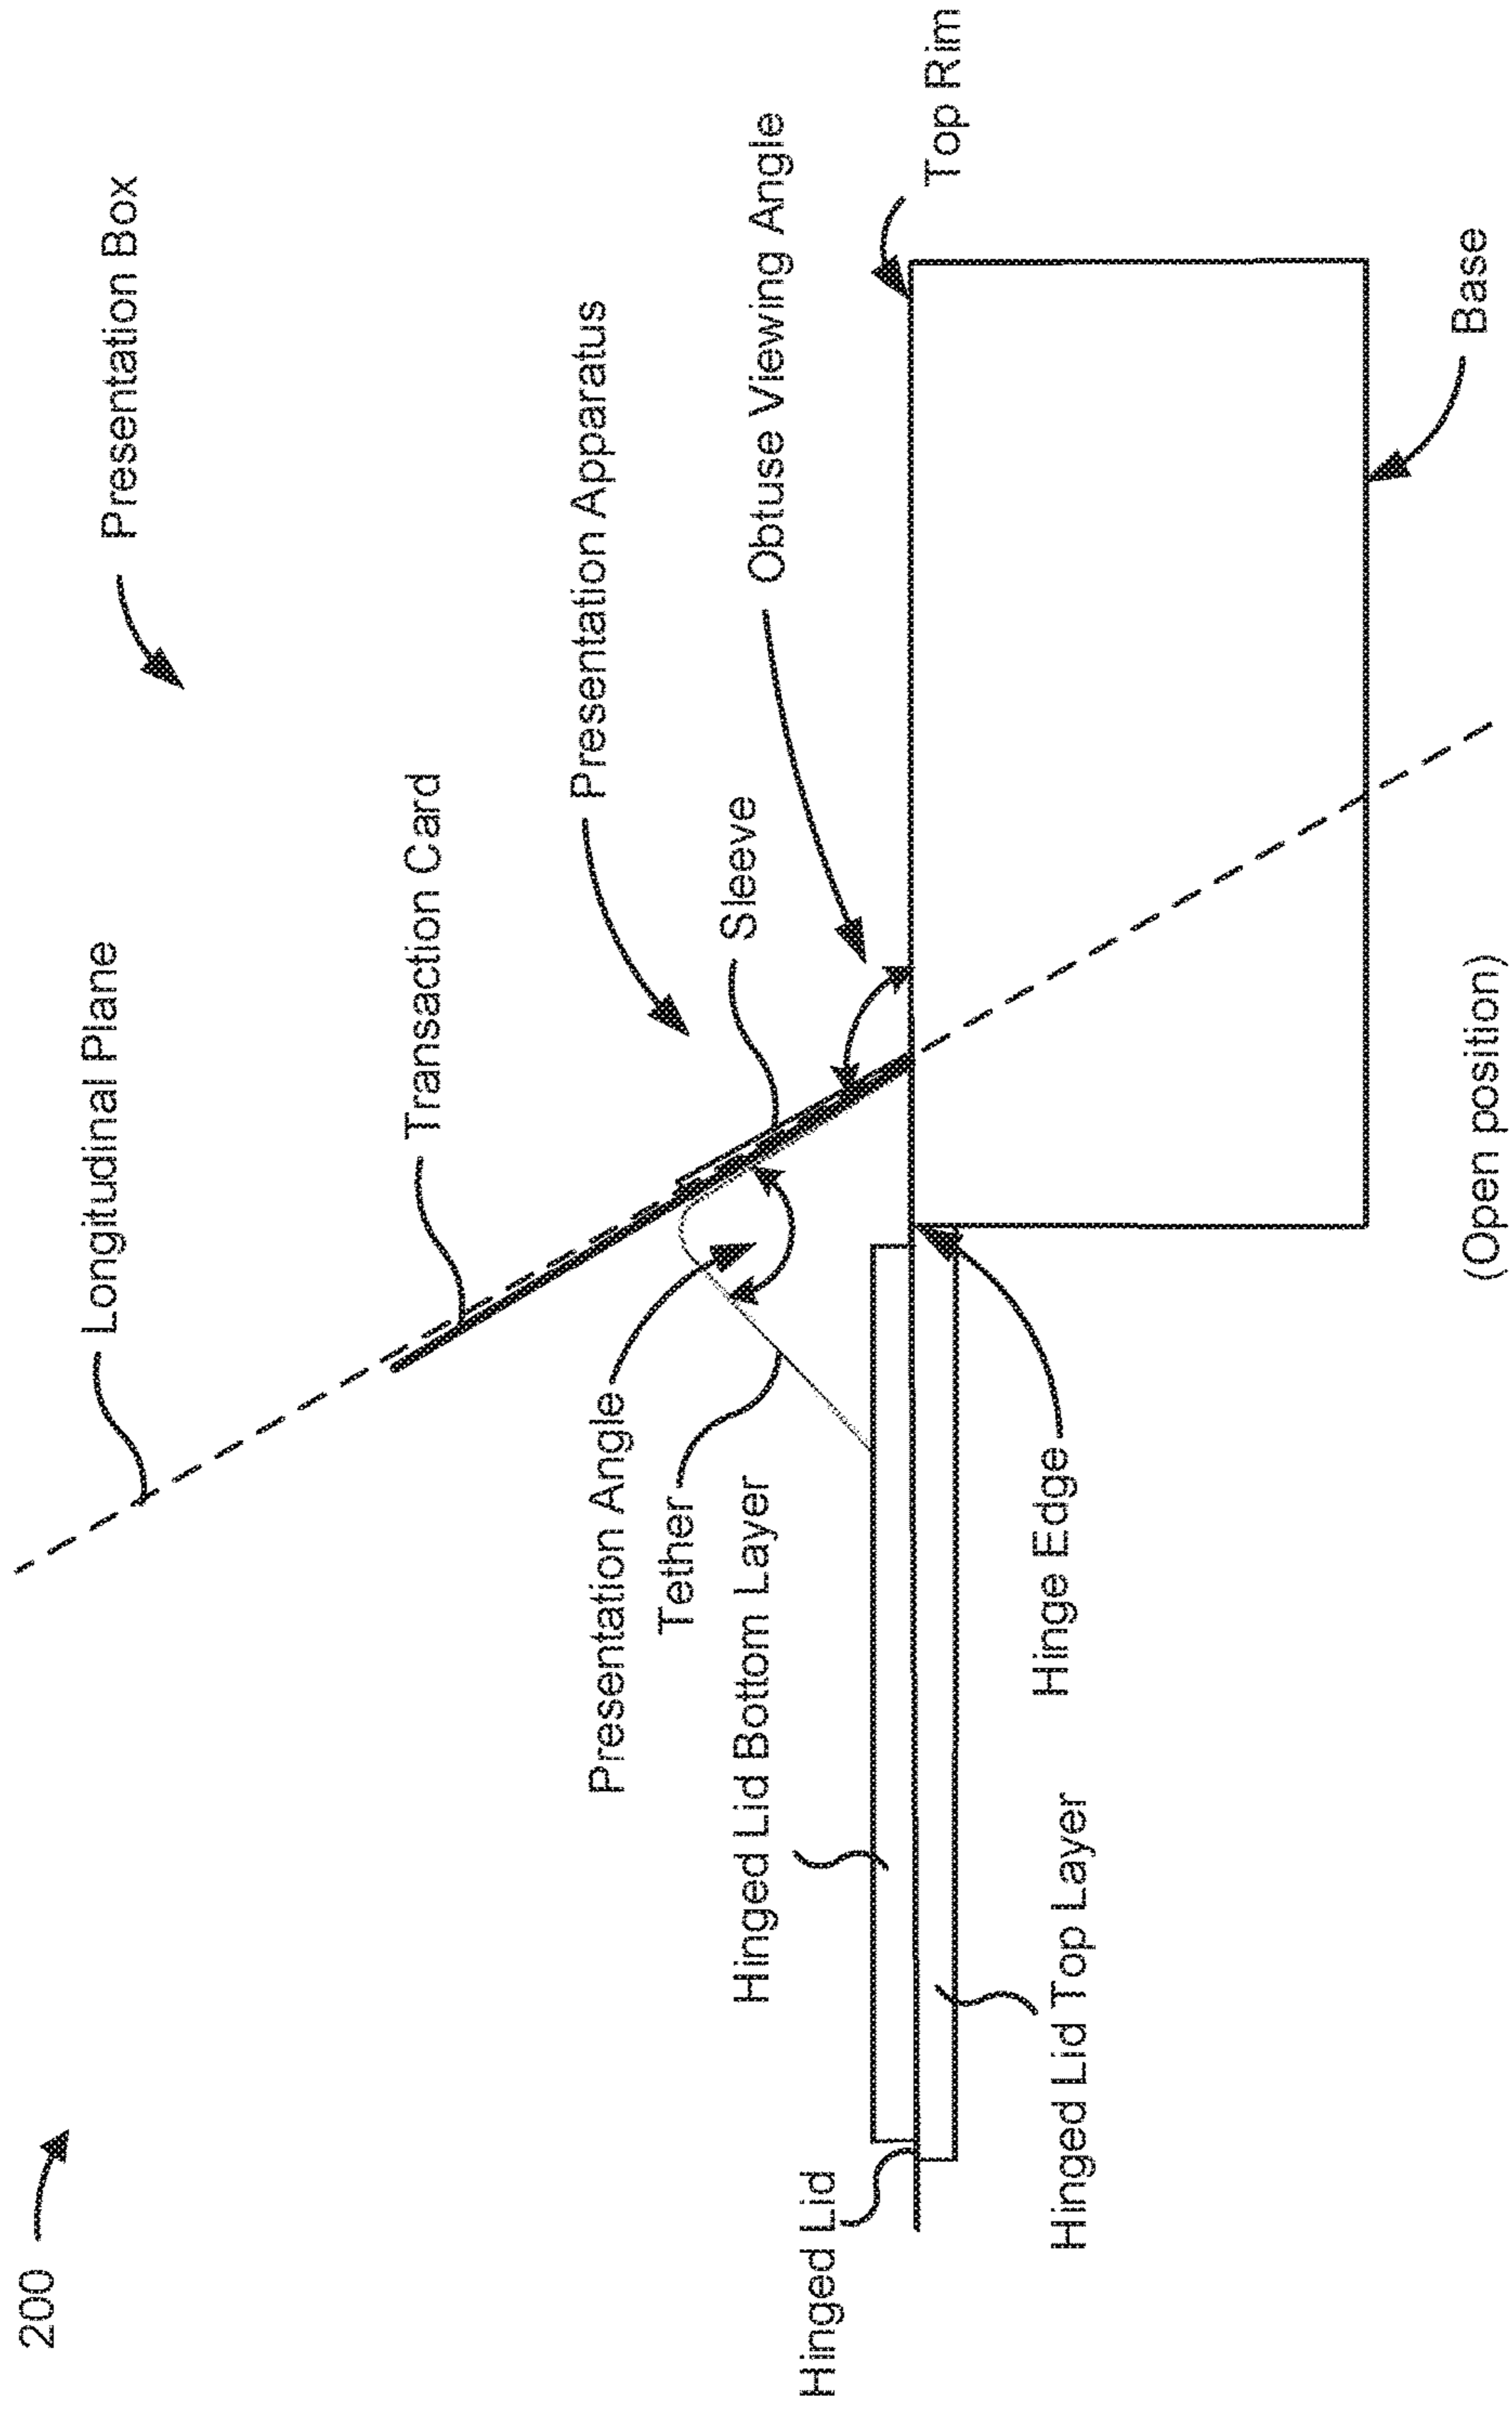 200
Presentation Box
Longitudinal Plane
Transaction Card
Presentation Apparatus
Presentation Angle
Sleeve
Obtuse Viewing Angle
Tether
Hinged Lid Bottom Layer
Hinged Lid
Top Rim
Hinge Edge
Hinged Lid Top Layer
Base
(Open position)